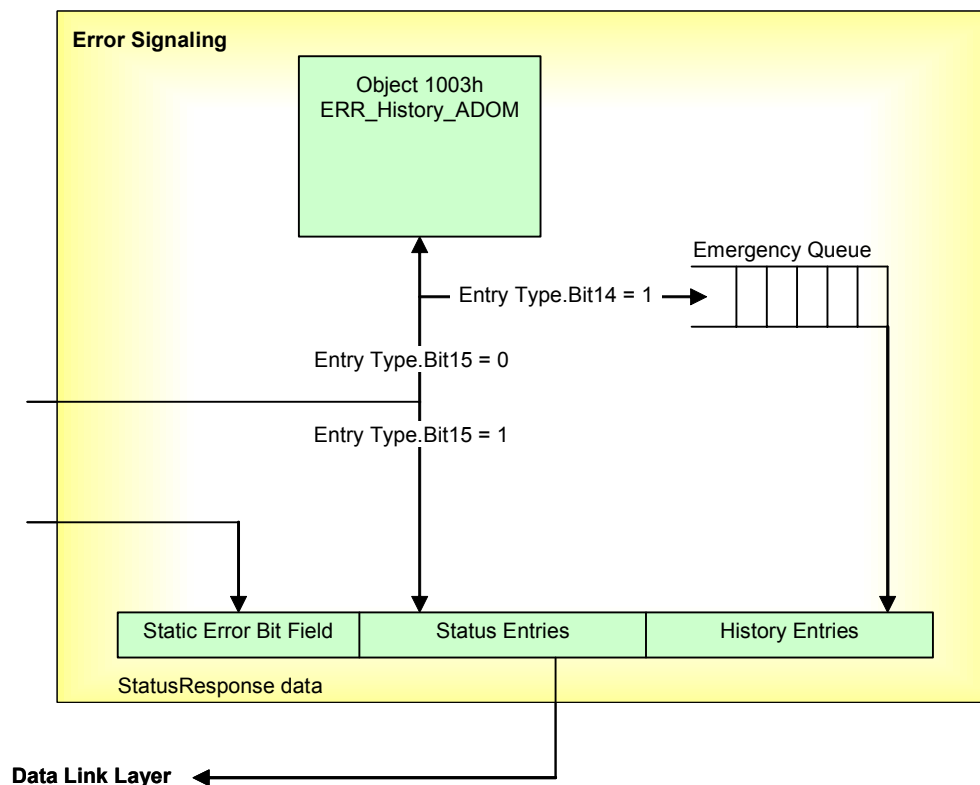 Error Signaling
Object 1003h
ERR_History_ADOM
Emergency Queue
Entry Type.Bit14 = 1
Entry Type.Bit15 = 0
Entry Type.Bit15 = 1
Static Error Bit Field
Status Entries
History Entries
StatusResponse data
Data Link Layer